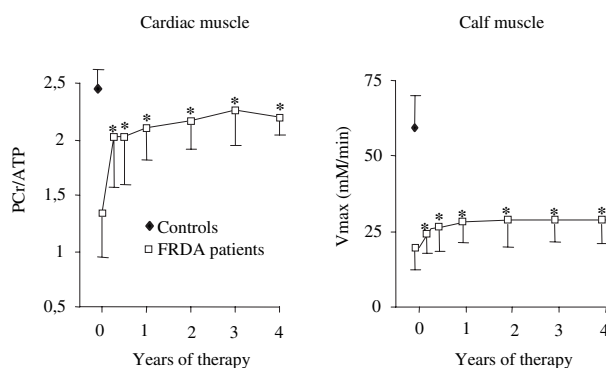 Cardiac muscle
PCr/ATP
2,5
2
1,5
1
0,5
* * * * * *
◆ Controls
□ FRDA patients
0 1 2 3 4
Years of therapy
Calf muscle
Vmax (mM/min)
75
50
25
0
* * * * * *
0 1 2 3 4
Years of therapy